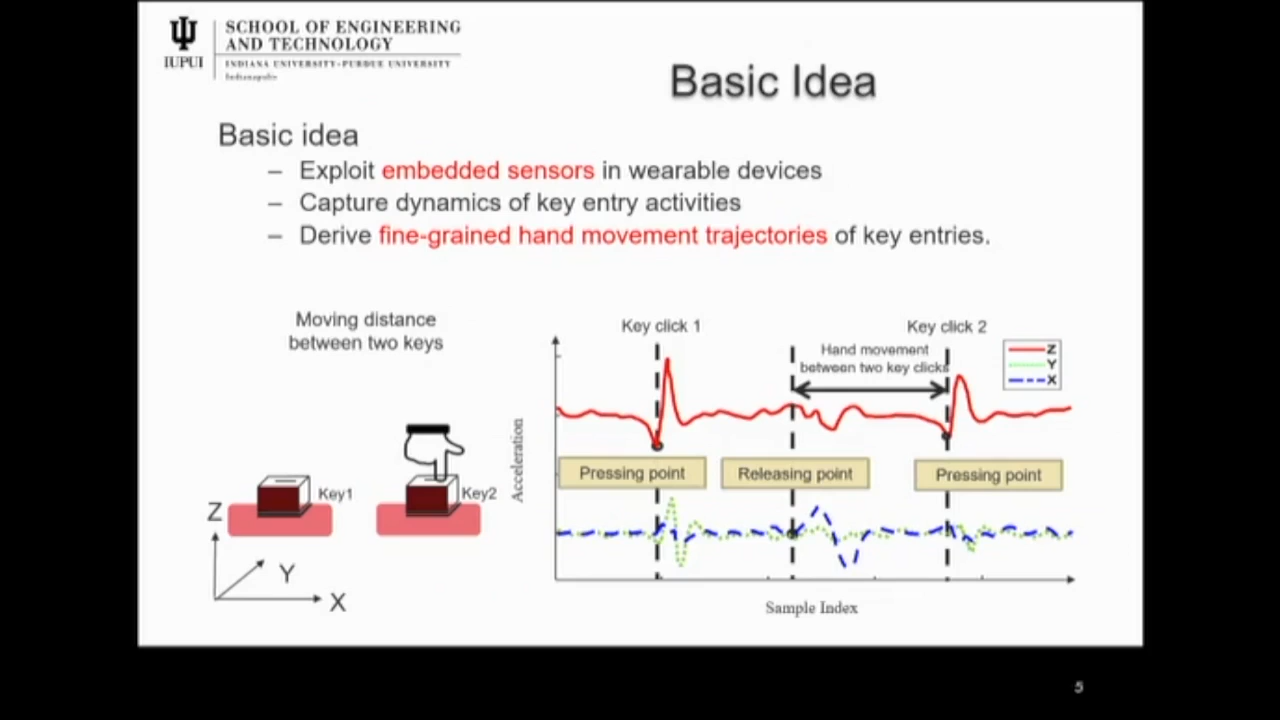 SCHOOL OF ENGINEERING
AND TECHNOLOGY
IUPUI
INDIANA UNIVERSITY-PURDUE UNIVERSITY
Indianapolis
Basic Idea
Basic idea
– Exploit embedded sensors in wearable devices
– Capture dynamics of key entry activities
– Derive fine-grained hand movement trajectories of key entries.
Moving distance
between two keys
Key1
Key2
Z
Y
X
Key click 1
Key click 2
Hand movement
between two key clicks
Z
Y
X
Acceleration
Pressing point
Releasing point
Pressing point
Sample Index
5